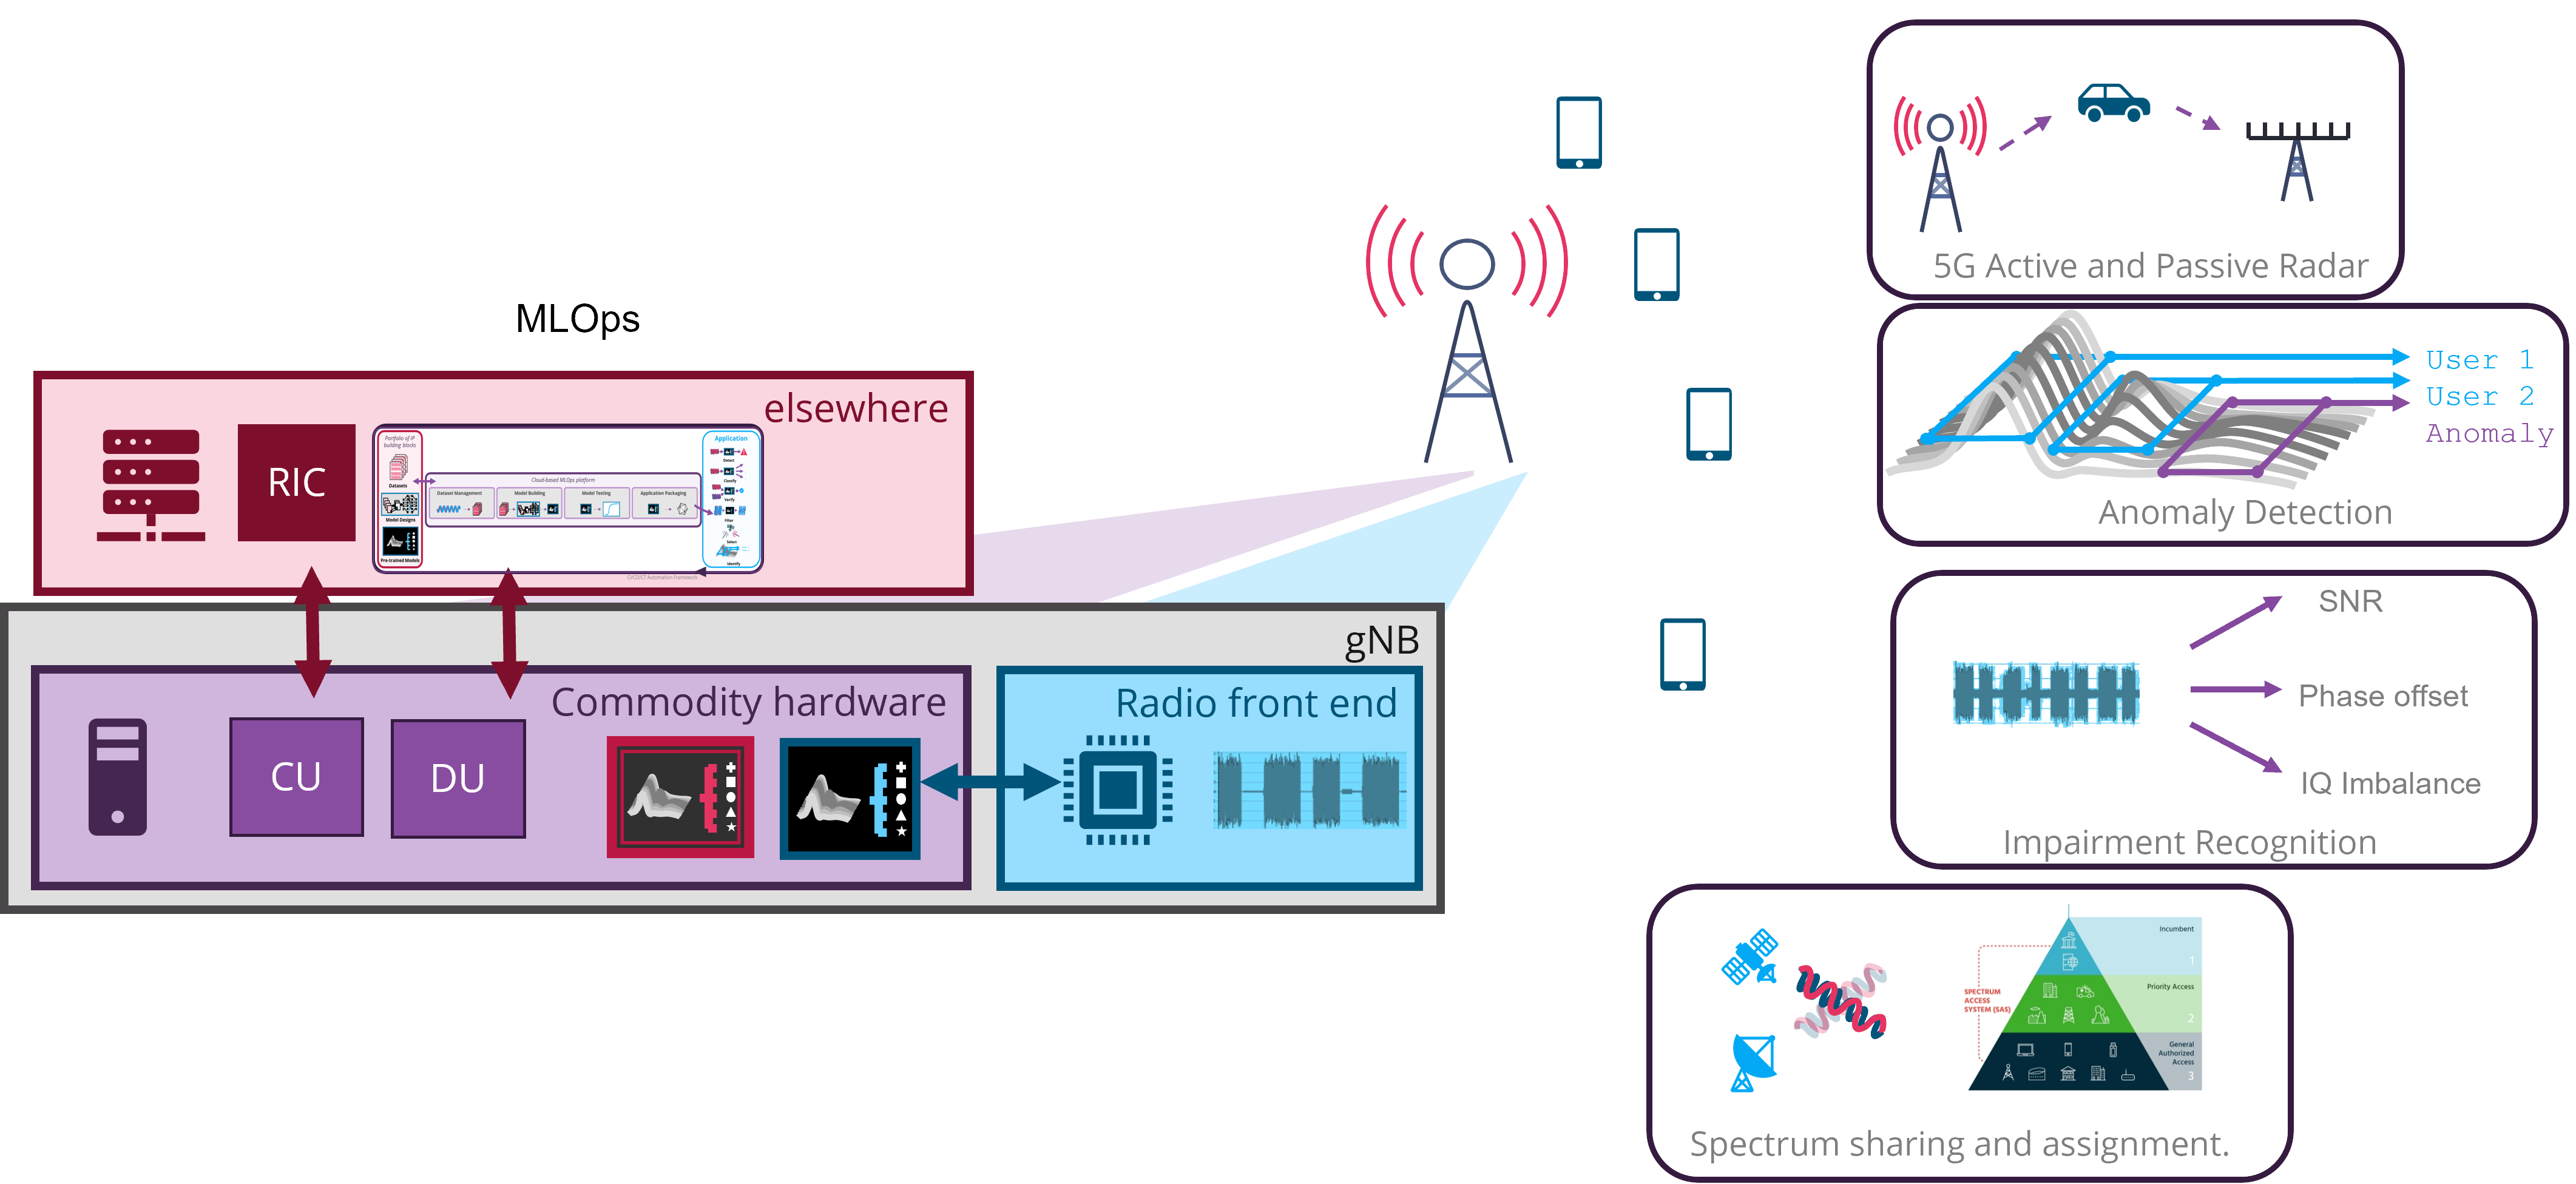 MLOps
elsewhere
RIC
Portfolio of IP
building blocks
Datasets
Model Designs
Pre-trained Models
Cloud-based MLOps platform
Dataset Management
Model Building
Model Testing
Application Packaging
Application
Detect
Classify
Verify
Filter
Select
Identify
CI/CD/CT Automation Framework
gNB
Commodity hardware
CU
DU
Radio front end
5G Active and Passive Radar
User 1
User 2
Anomaly
Anomaly Detection
SNR
Phase offset
IQ Imbalance
Impairment Recognition
SPECTRUM
ACCESS
SYSTEM (SAS)
Incumbent
1
Priority Access
2
General
Authorized
Access
3
Spectrum sharing and assignment.